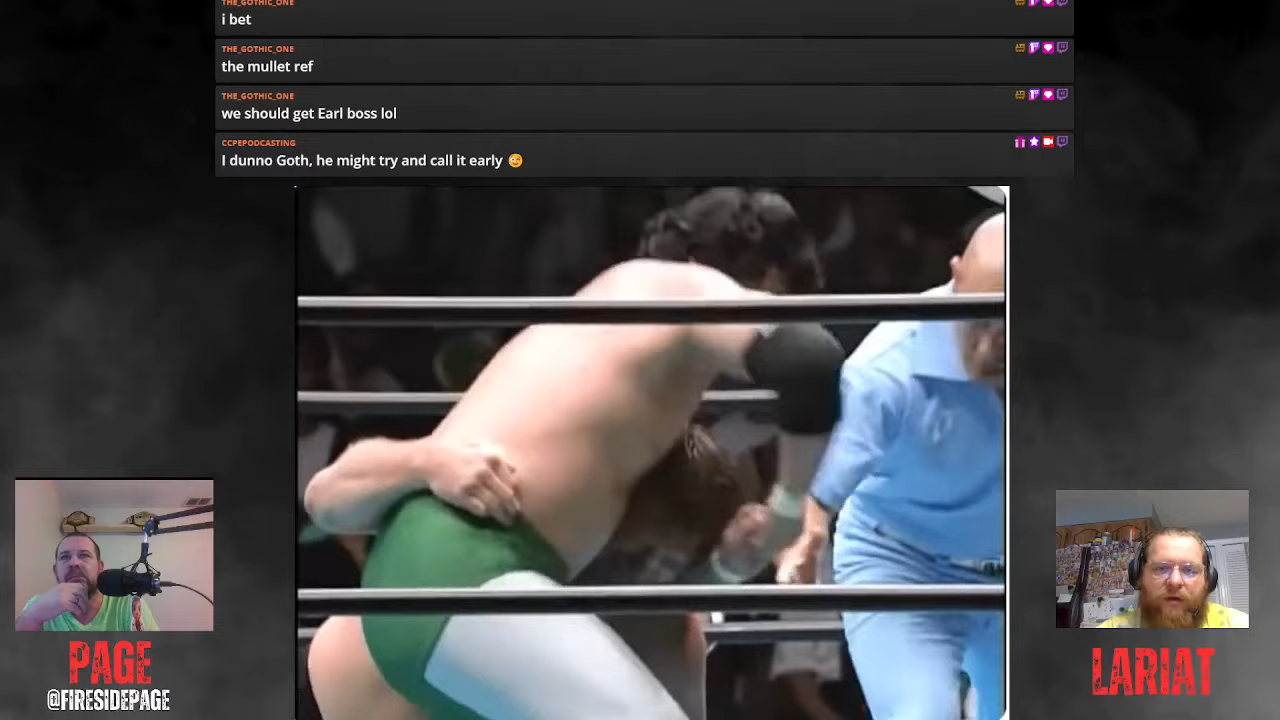 THE_GOTHIC_ONE
i bet
THE_GOTHIC_ONE
the mullet ref
THE_GOTHIC_ONE
we should get Earl boss lol
CCPEPODCASTING
I dunno Goth, he might try and call it early
PAGE
@FIRESIDEPAGE
LARIAT